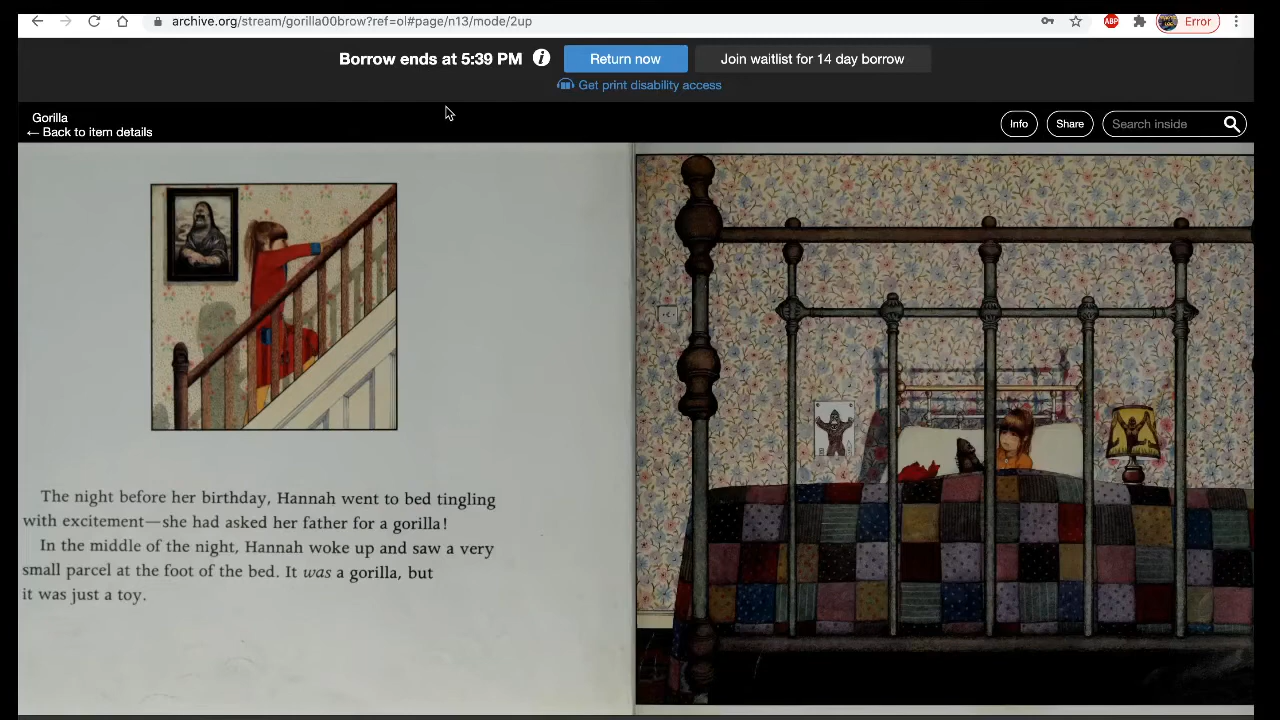 archive.org/stream/gorilla00brow?ref=ol#page/n13/mode/2up
ABP
Error
Borrow ends at 5:39 PM
Return now
Join waitlist for 14 day borrow
Get print disability access
Gorilla
← Back to item details
Info
Share
Search inside
The night before her birthday, Hannah went to bed tingling
with excitement—she had asked her father for a gorilla!
In the middle of the night, Hannah woke up and saw a very
small parcel at the foot of the bed. It was a gorilla, but
it was just a toy.